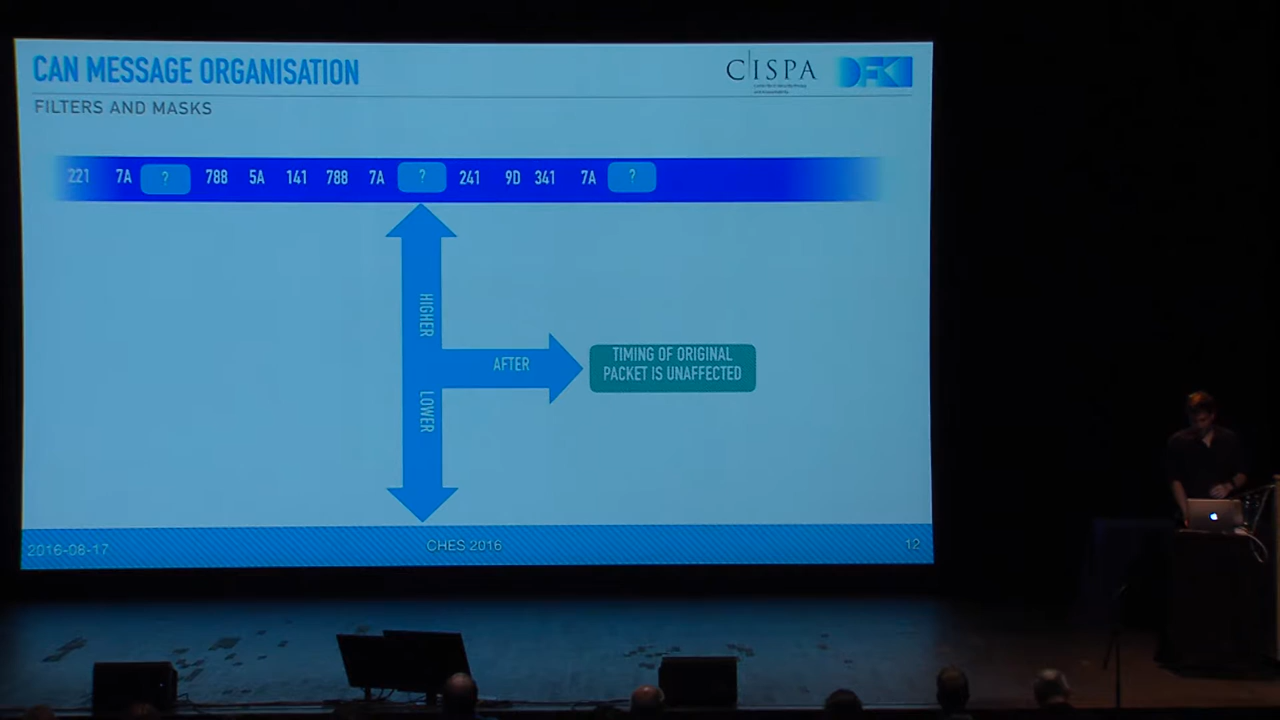 CAN MESSAGE ORGANISATION
FILTERS AND MASKS
CISPA
DFKI
221 7A ? 788 5A 141 788 7A ? 241 9D 341 7A ?
HIGHER
AFTER
LOWER
TIMING OF ORIGINAL
PACKET IS UNAFFECTED
2016-08-17
CHES 2016
12